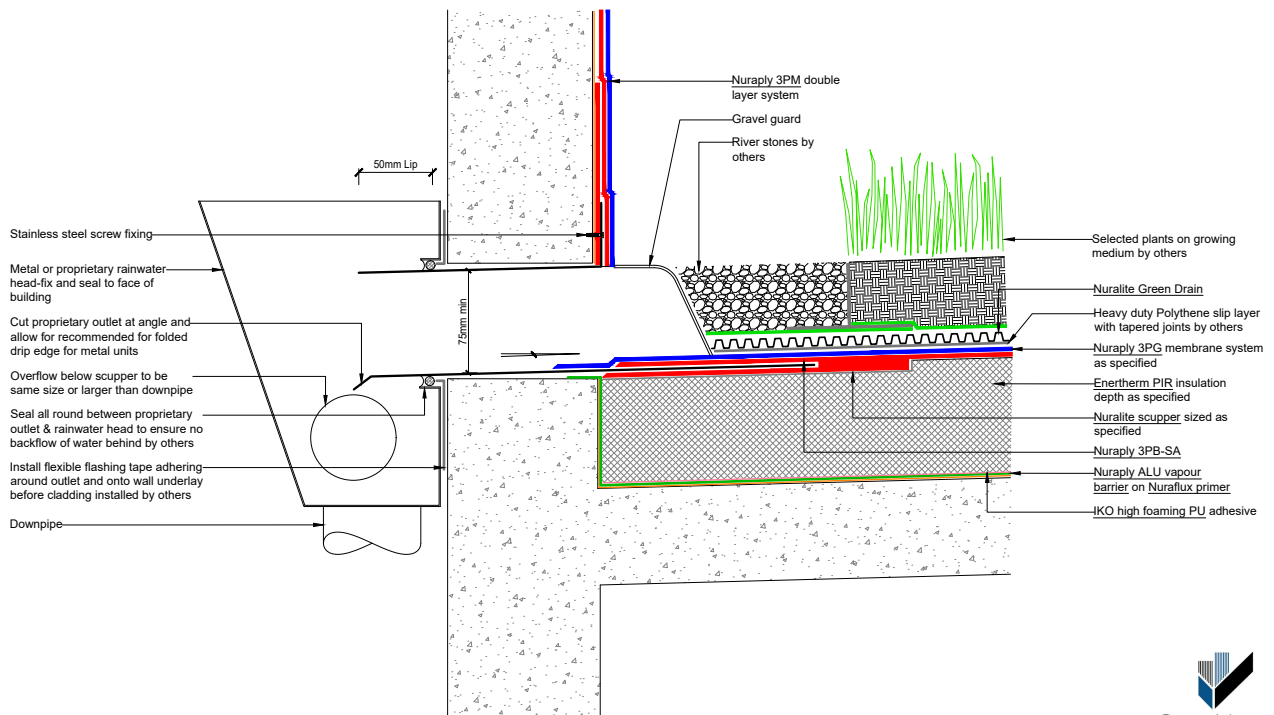 50mm Lip
Stainless steel screw fixing
Metal or proprietary rainwater
head-fix and seal to face of
building
Cut proprietary outlet at angle and
allow for recommended for folded
drip edge for metal units
Overflow below scupper to be
same size or larger than downpipe
Seal all round between proprietary
outlet & rainwater head to ensure no
backflow of water behind by others
Install flexible flashing tape adhering
around outlet and onto wall underlay
before cladding installed by others
Downpipe
75mm min
Nuraply 3PM double
layer system
Gravel guard
River stones by
others
Selected plants on growing
medium by others
Nuralite Green Drain
Heavy duty Polythene slip layer
with tapered joints by others
Nuraply 3PG membrane system
as specified
Enertherm PIR insulation
depth as specified
Nuralite scupper sized as
specified
Nuraply 3PB-SA
Nuraply ALU vapour
barrier on Nuraflux primer
IKO high foaming PU adhesive